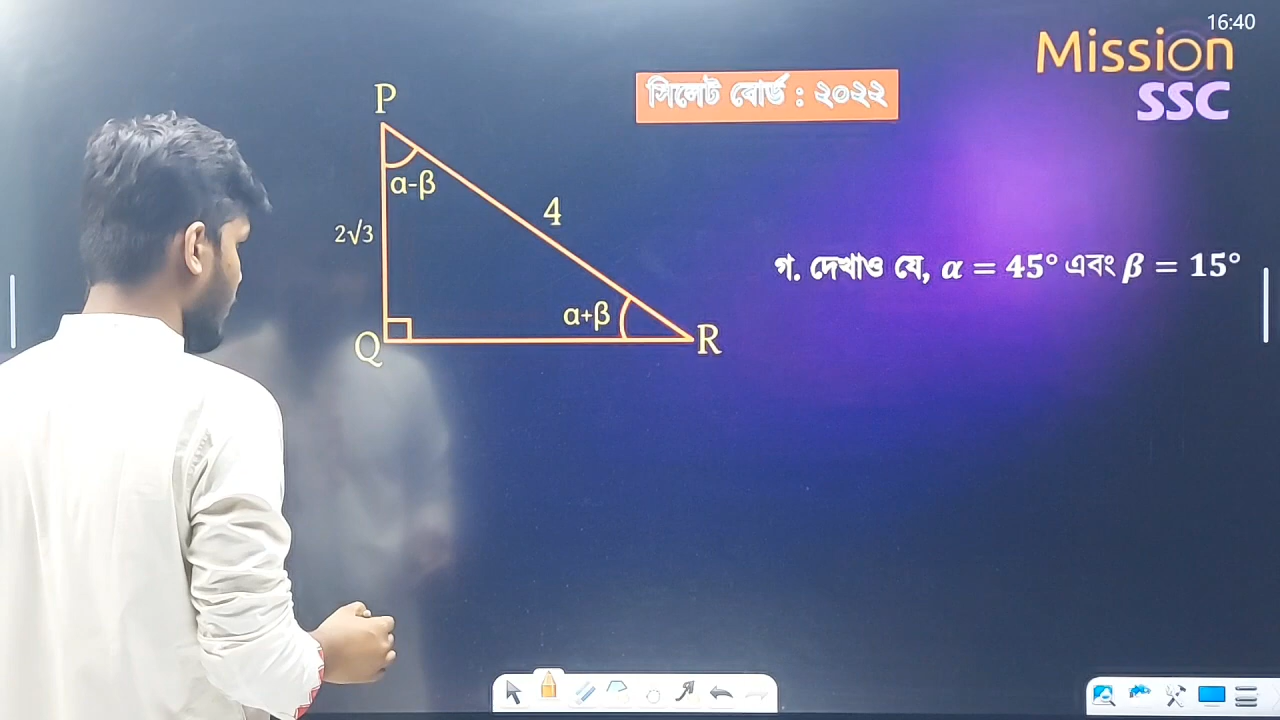 16:40
Mission
SSC
সিলেট বোর্ড : ২০২২
P
α-β
4
2√3
গ. দেখাও যে, α = 45° এবং β = 15°
α+β
Q
R